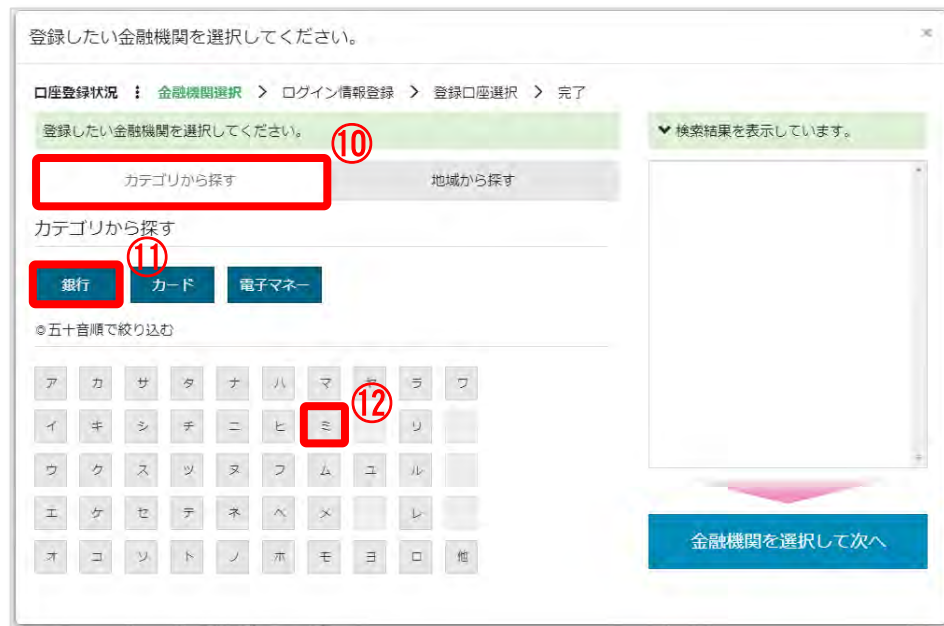 登録したい金融機関を選択してください。 ×
口座登録状況 : 金融機関選択 > ログイン情報登録 > 登録口座選択 > 完了
登録したい金融機関を選択してください。
⑩
カテゴリから探す 地域から探す
カテゴリから探す
⑪
銀行 カード 電子マネー
◎五十音順で絞り込む
ア カ サ タ ナ ハ マ ヤ ラ ワ
⑫
イ キ シ チ ニ ヒ ミ リ
ウ ク ス ツ ヌ フ ム ユ ル
エ ケ セ テ ネ ヘ メ レ
オ コ ソ ト ノ ホ モ ヨ ロ 他
検索結果を表示しています。
金融機関を選択して次へ